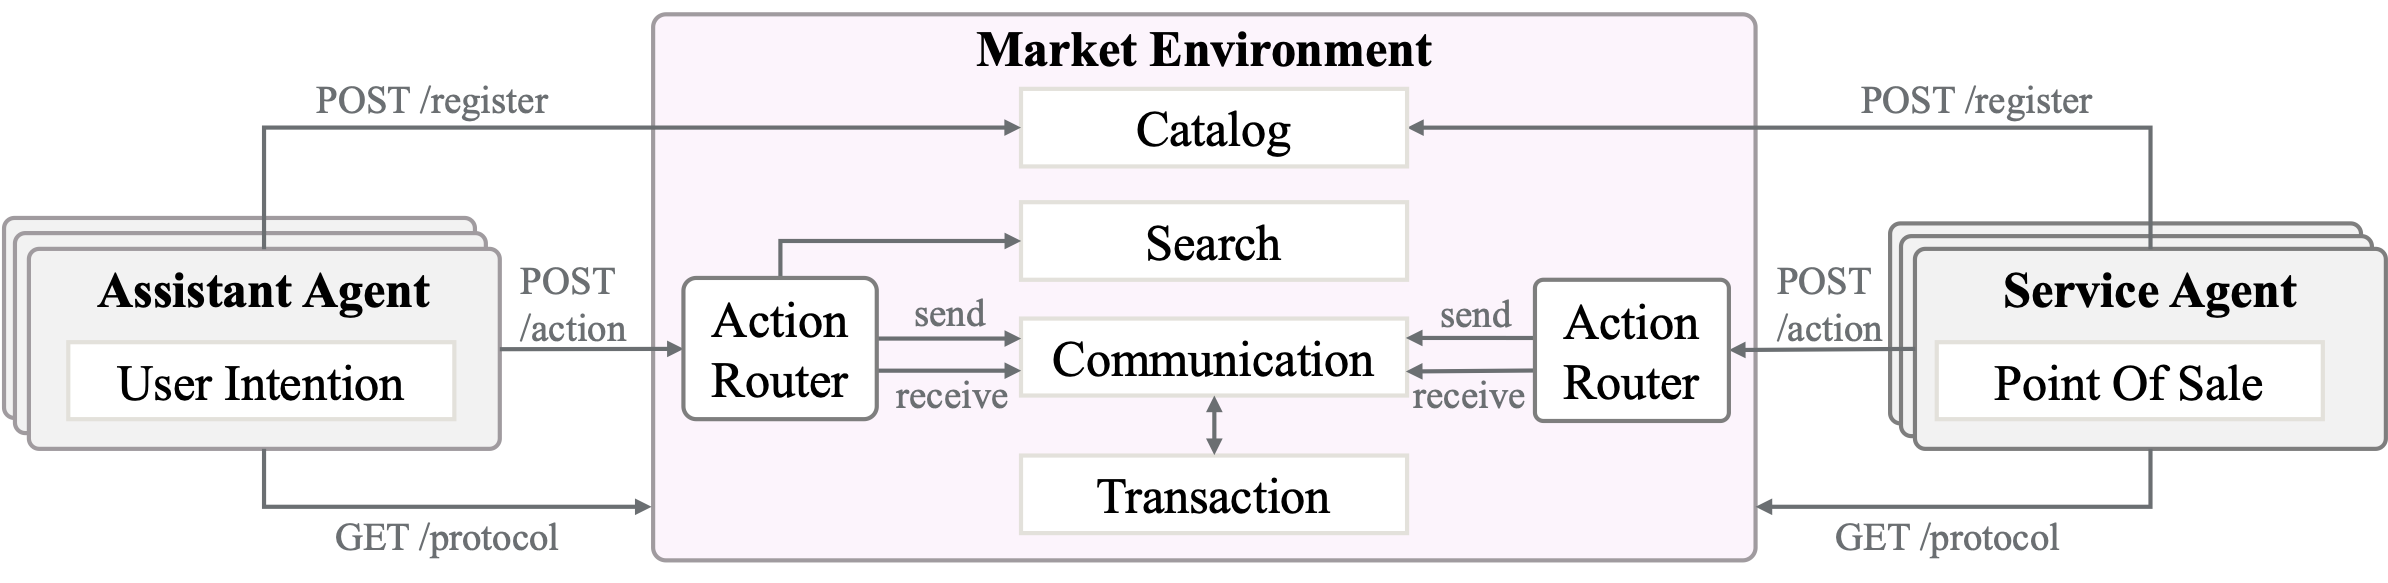 Market Environment
POST /register
Catalog
POST /register
Search
Assistant Agent
User Intention
POST
/action
Action
Router
send
receive
Communication
send
receive
Action
Router
POST
/action
Service Agent
Point Of Sale
Transaction
GET /protocol
GET /protocol